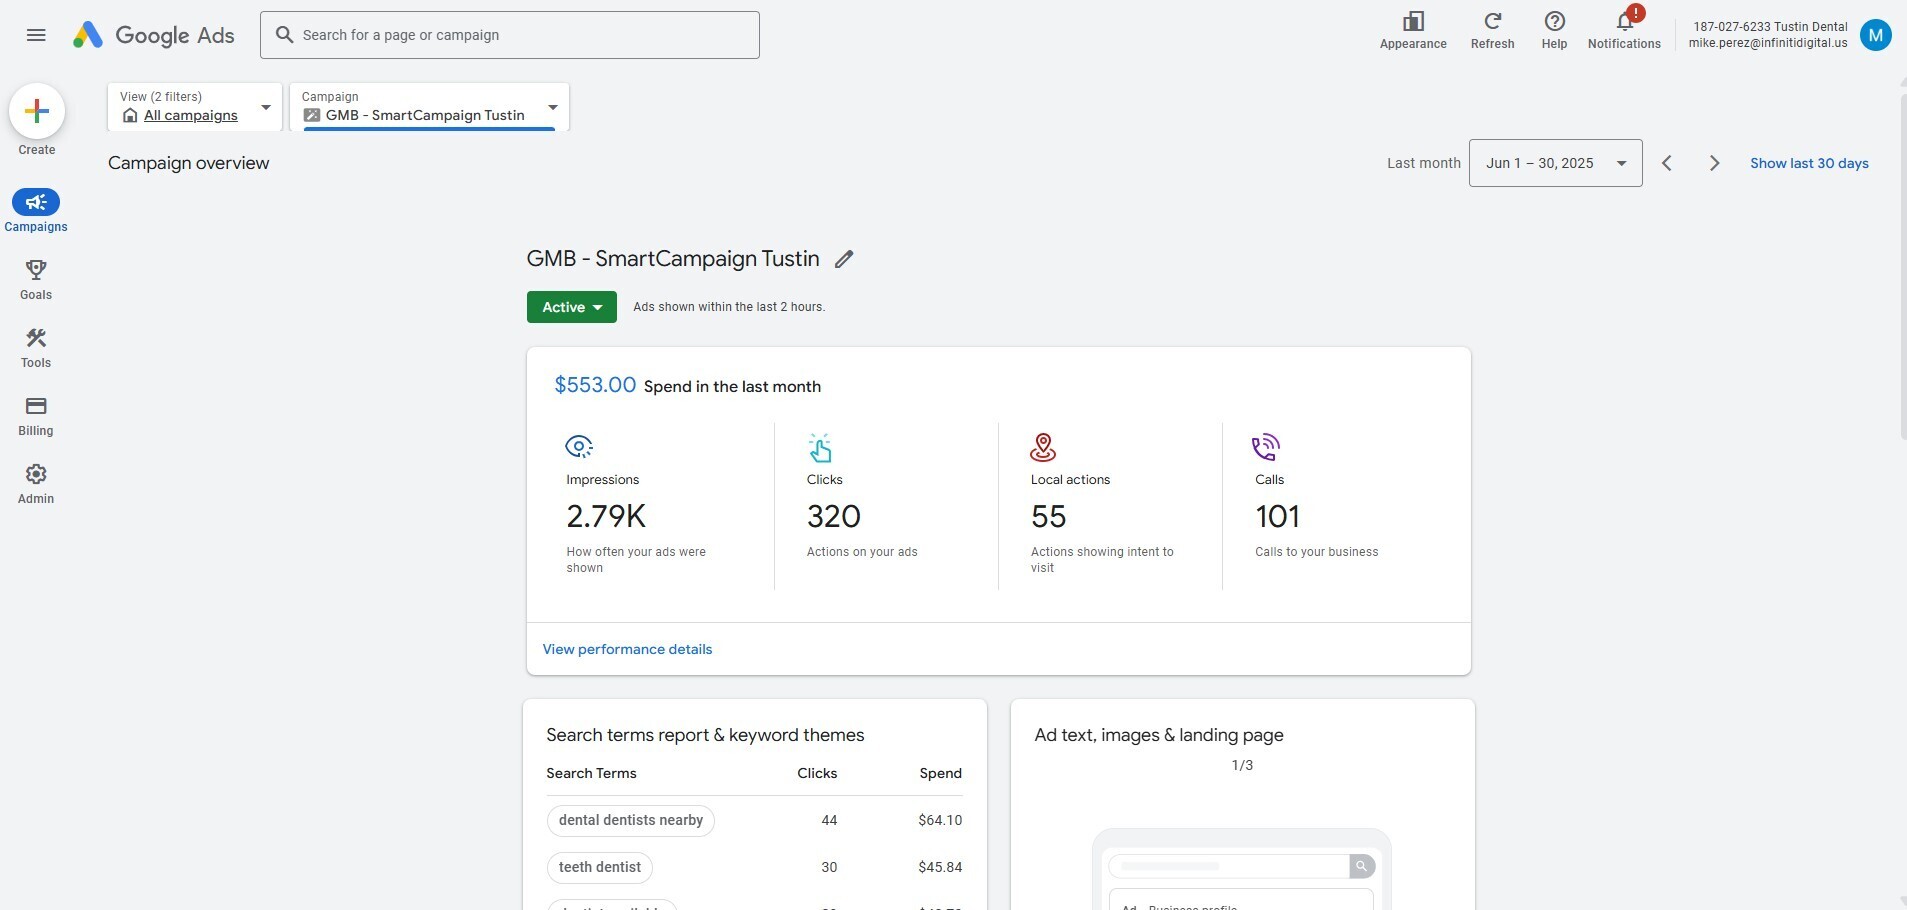 Google Ads
Search for a page or campaign
Appearance
Refresh
Help
Notifications
!
187-027-6233 Tustin Dental
mike.perez@infinitidigital.us
M
Create
Campaigns
Goals
Tools
Billing
Admin
View (2 filters)
All campaigns
Campaign
GMB - SmartCampaign Tustin
Campaign overview
Last month
Jun 1 – 30, 2025
Show last 30 days
GMB - SmartCampaign Tustin
Active
Ads shown within the last 2 hours.
$553.00 Spend in the last month
Impressions
2.79K
How often your ads were
shown
Clicks
320
Actions on your ads
Local actions
55
Actions showing intent to
visit
Calls
101
Calls to your business
View performance details
Search terms report & keyword themes
Search Terms Clicks Spend
dental dentists nearby 44 $64.10
teeth dentist 30 $45.84
Ad text, images & landing page
1/3
Business profile